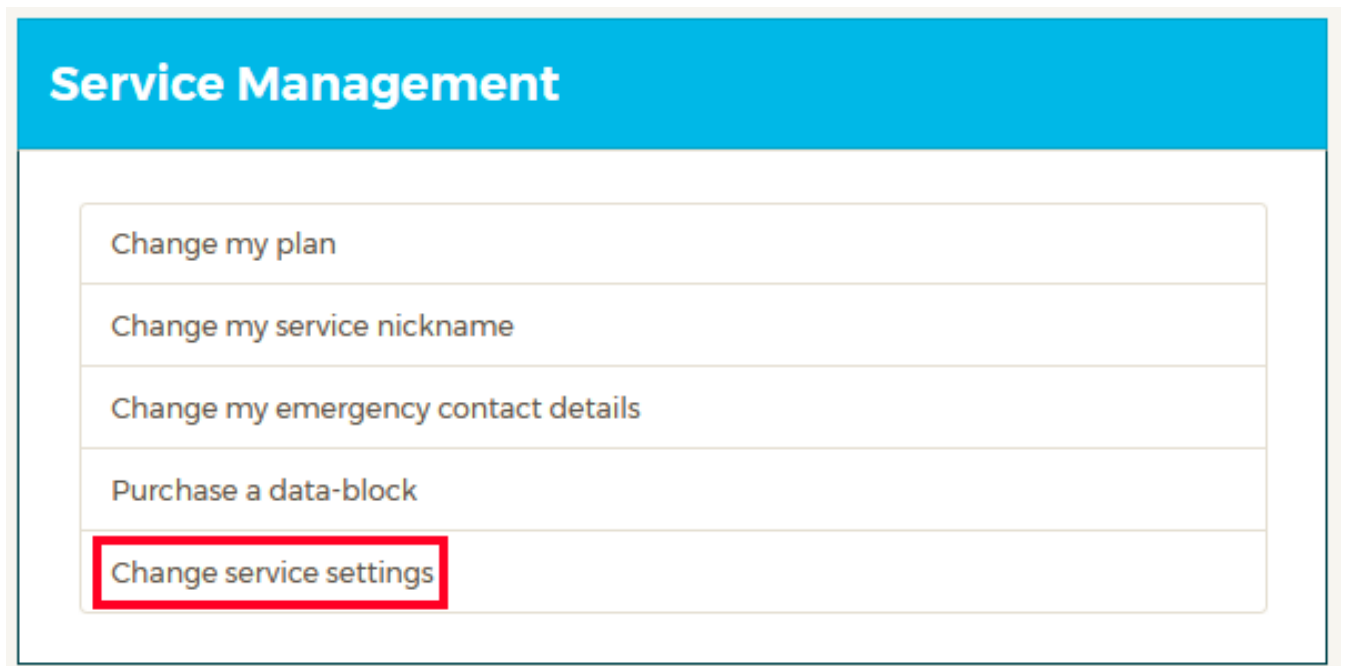 Service Management
Change my plan
Change my service nickname
Change my emergency contact details
Purchase a data-block
Change service settings